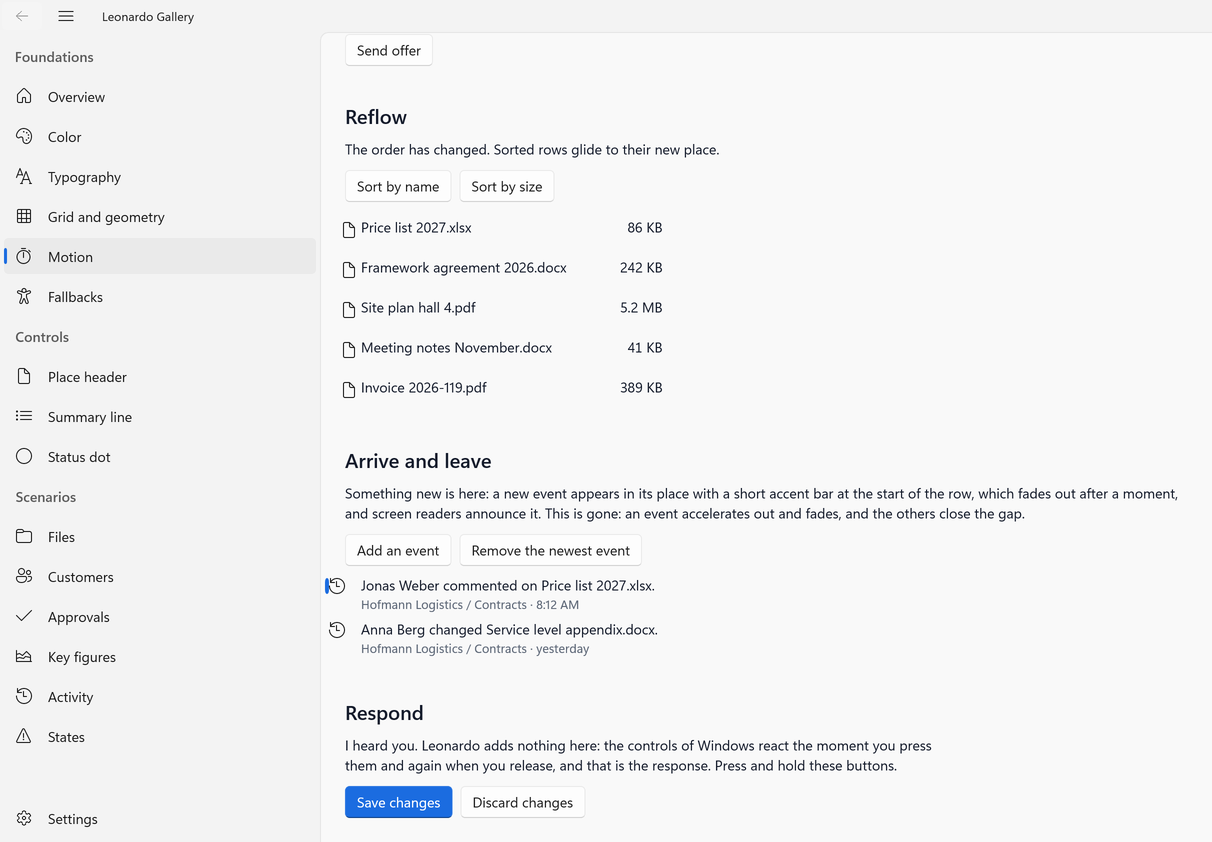 Leonardo Gallery
Foundations
Overview
Color
Typography
Grid and geometry
Motion
Fallbacks
Controls
Place header
Summary line
Status dot
Scenarios
Files
Customers
Approvals
Key figures
Activity
States
Settings
Send offer
Reflow
The order has changed. Sorted rows glide to their new place.
Sort by name Sort by size
Price list 2027.xlsx 86 KB
Framework agreement 2026.docx 242 KB
Site plan hall 4.pdf 5.2 MB
Meeting notes November.docx 41 KB
Invoice 2026-119.pdf 389 KB
Arrive and leave
Something new is here: a new event appears in its place with a short accent bar at the start of the row, which fades out after a moment,
and screen readers announce it. This is gone: an event accelerates out and fades, and the others close the gap.
Add an event Remove the newest event
Jonas Weber commented on Price list 2027.xlsx.
Hofmann Logistics / Contracts · 8:12 AM
Anna Berg changed Service level appendix.docx.
Hofmann Logistics / Contracts · yesterday
Respond
I heard you. Leonardo adds nothing here: the controls of Windows react the moment you press
them and again when you release, and that is the response. Press and hold these buttons.
Save changes Discard changes